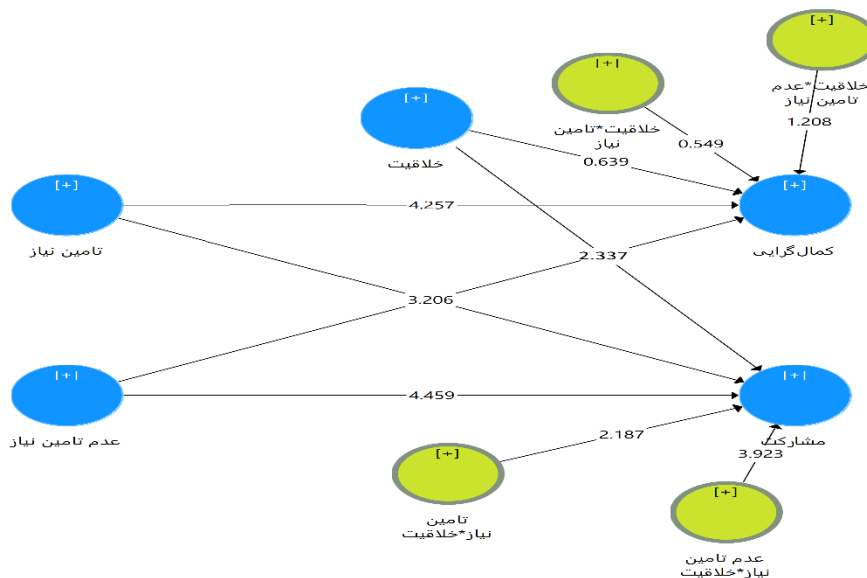 [+]
خلاقیت*عدم
تامین نیاز
1.208
[+]
خلاقیت*تامین
نیاز
0.549
[+]
خلاقیت
0.639
[+]
تامین نیاز
4.257
[+]
کمال‌گرایی
2.337
3.206
[+]
عدم تامین نیاز
4.459
[+]
مشارکت
2.187
3.923
[+]
تامین
نیاز*خلاقیت
[+]
عدم تامین
نیاز*خلاقیت